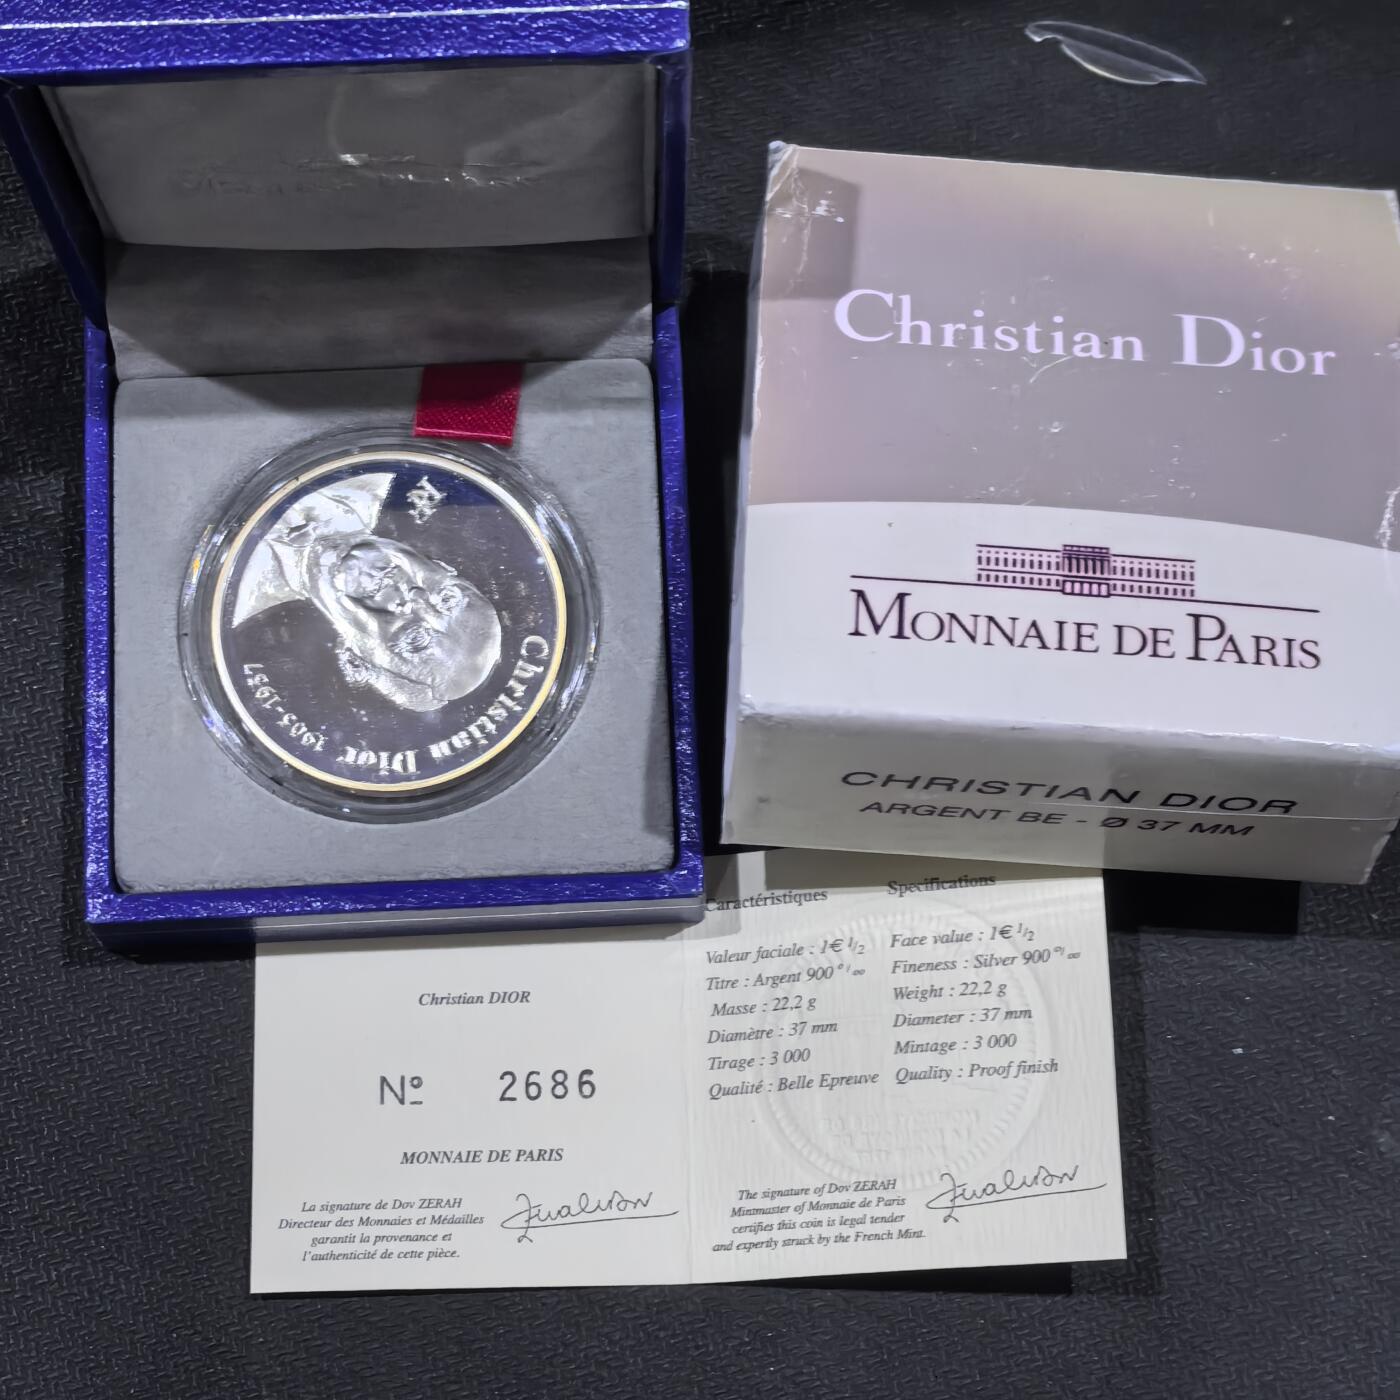 RF
Christian Dior 1905-1957
Christian Dior
MONNAIE DE PARIS
CHRISTIAN DIOR
ARGENT BE - Ø 37 MM
Christian DIOR
Nº 2686
MONNAIE DE PARIS
La signature de Dov ZERAH
Directeur des Monnaies et Médailles
garantit la provenance et
l'authenticité de cette pièce.
Caractéristiques
Valeur faciale : 1€ 1/2
Titre : Argent 900 °/°°
Masse : 22,2 g
Diamètre : 37 mm
Tirage : 3 000
Qualité : Belle Epreuve
Specifications
Face value : 1€ 1/2
Fineness : Silver 900 °/°°
Weight : 22,2 g
Diameter : 37 mm
Mintage : 3 000
Quality : Proof finish
The signature of Dov ZERAH
Mintmaster of Monnaie de Paris
certifies this coin is legal tender
and expertly struck by the French Mint.